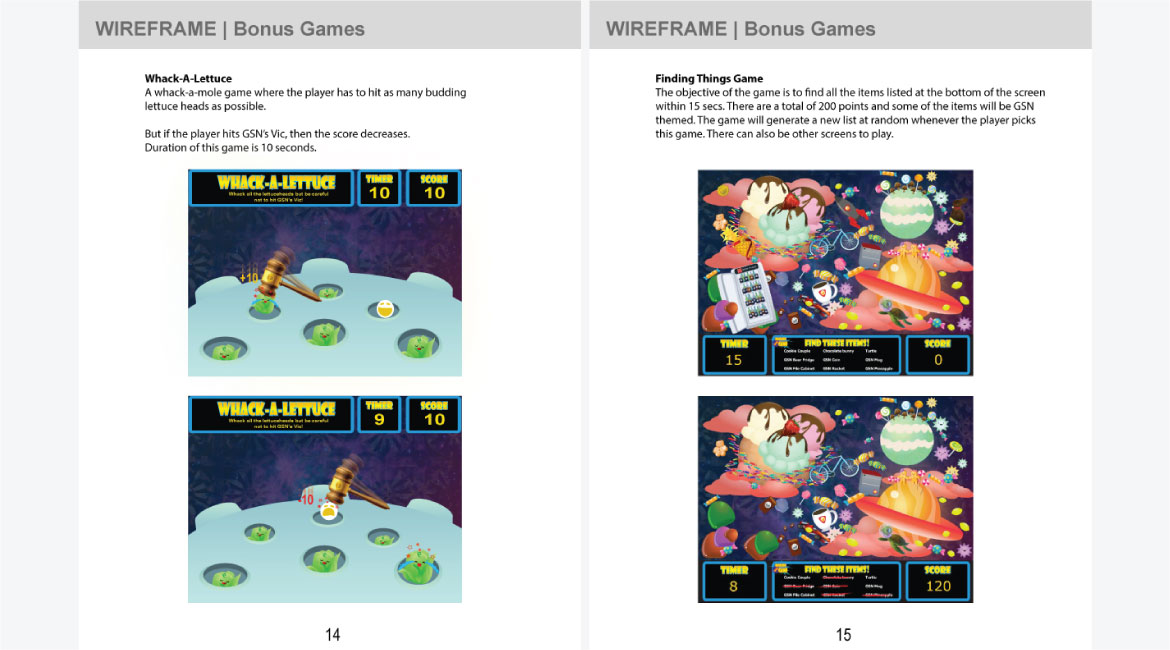 WIREFRAME | Bonus Games
Whack-A-Lettuce
A whack-a-mole game where the player has to hit as many budding
lettuce heads as possible.
But if the player hits GSN's Vic, then the score decreases.
Duration of this game is 10 seconds.
WHACK-A-LETTUCE
Whack all the lettuceheads but be careful
not to hit GSN's Vic!
TIMER
10
SCORE
10
+10
WHACK-A-LETTUCE
Whack all the lettuceheads but be careful
not to hit GSN's Vic!
TIMER
9
SCORE
10
-10
14
WIREFRAME | Bonus Games
Finding Things Game
The objective of the game is to find all the items listed at the bottom of the screen
within 15 secs. There are a total of 200 points and some of the items will be GSN
themed. The game will generate a new list at random whenever the player picks
this game. There can also be other screens to play.
TIMER
15
FIND THESE ITEMS!
Cookie Couple Chocolate bunny Turtle
GSN Beer Fridge GSN Coin GSN Mug
GSN File Cabinet GSN Rocket GSN Pineapple
SCORE
0
TIMER
8
FIND THESE ITEMS!
Cookie Couple Chocolate bunny Turtle
GSN Beer Fridge GSN Coin GSN Mug
GSN File Cabinet GSN Rocket GSN Pineapple
SCORE
120
15